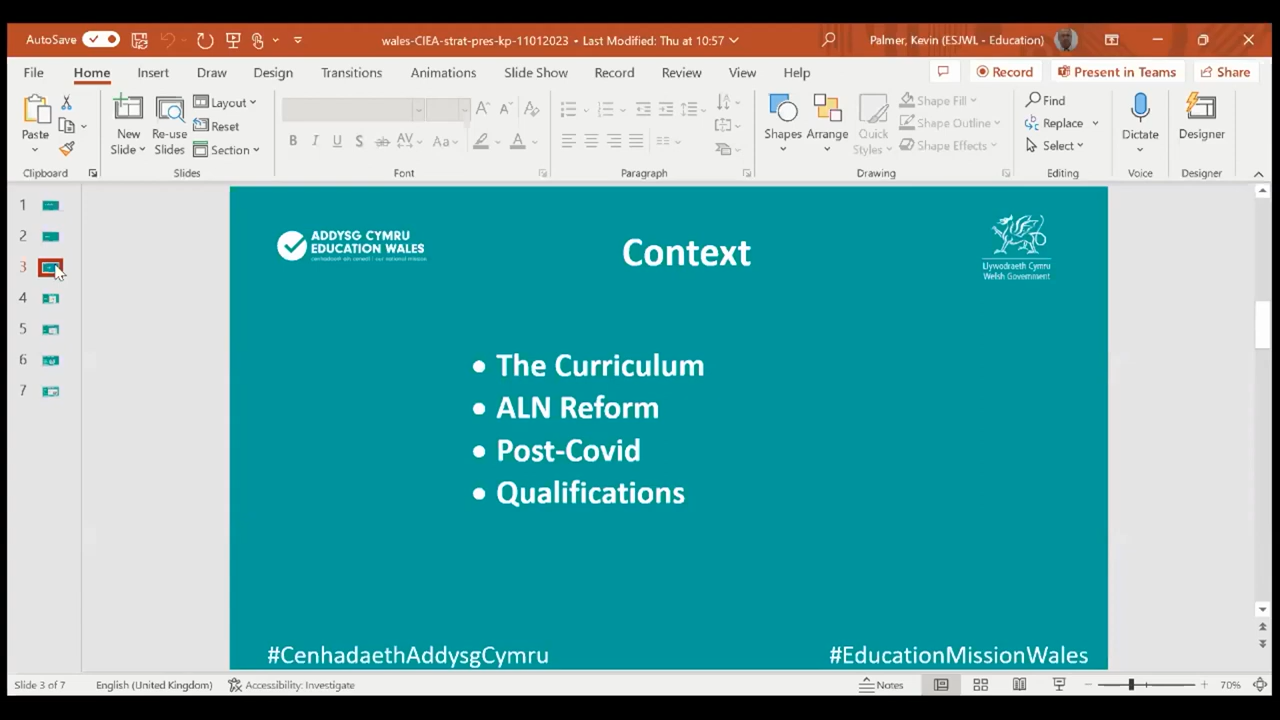 AutoSave
wales-CIEA-strat-pres-kp-11012023 • Last Modified: Thu at 10:57
Palmer, Kevin (ESJWL - Education)
File Home Insert Draw Design Transitions Animations Slide Show Record Review View Help
Record Present in Teams Share
Paste
New Slide
Re-use Slides
Layout
Reset
Section
B I U S ab AV Aa A
Shapes
Arrange
Quick Styles
Shape Fill
Shape Outline
Shape Effects
Find
Replace
Select
Dictate
Designer
Clipboard Slides Font Paragraph Drawing Editing Voice Designer
1
2
3
4
5
6
7
ADDYSG CYMRU
EDUCATION WALES
Context
Llywodraeth Cymru
Welsh Government
• The Curriculum
• ALN Reform
• Post-Covid
• Qualifications
#CenhadaethAddysgCymru
#EducationMissionWales
Slide 3 of 7 English (United Kingdom) Accessibility: Investigate Notes 70%